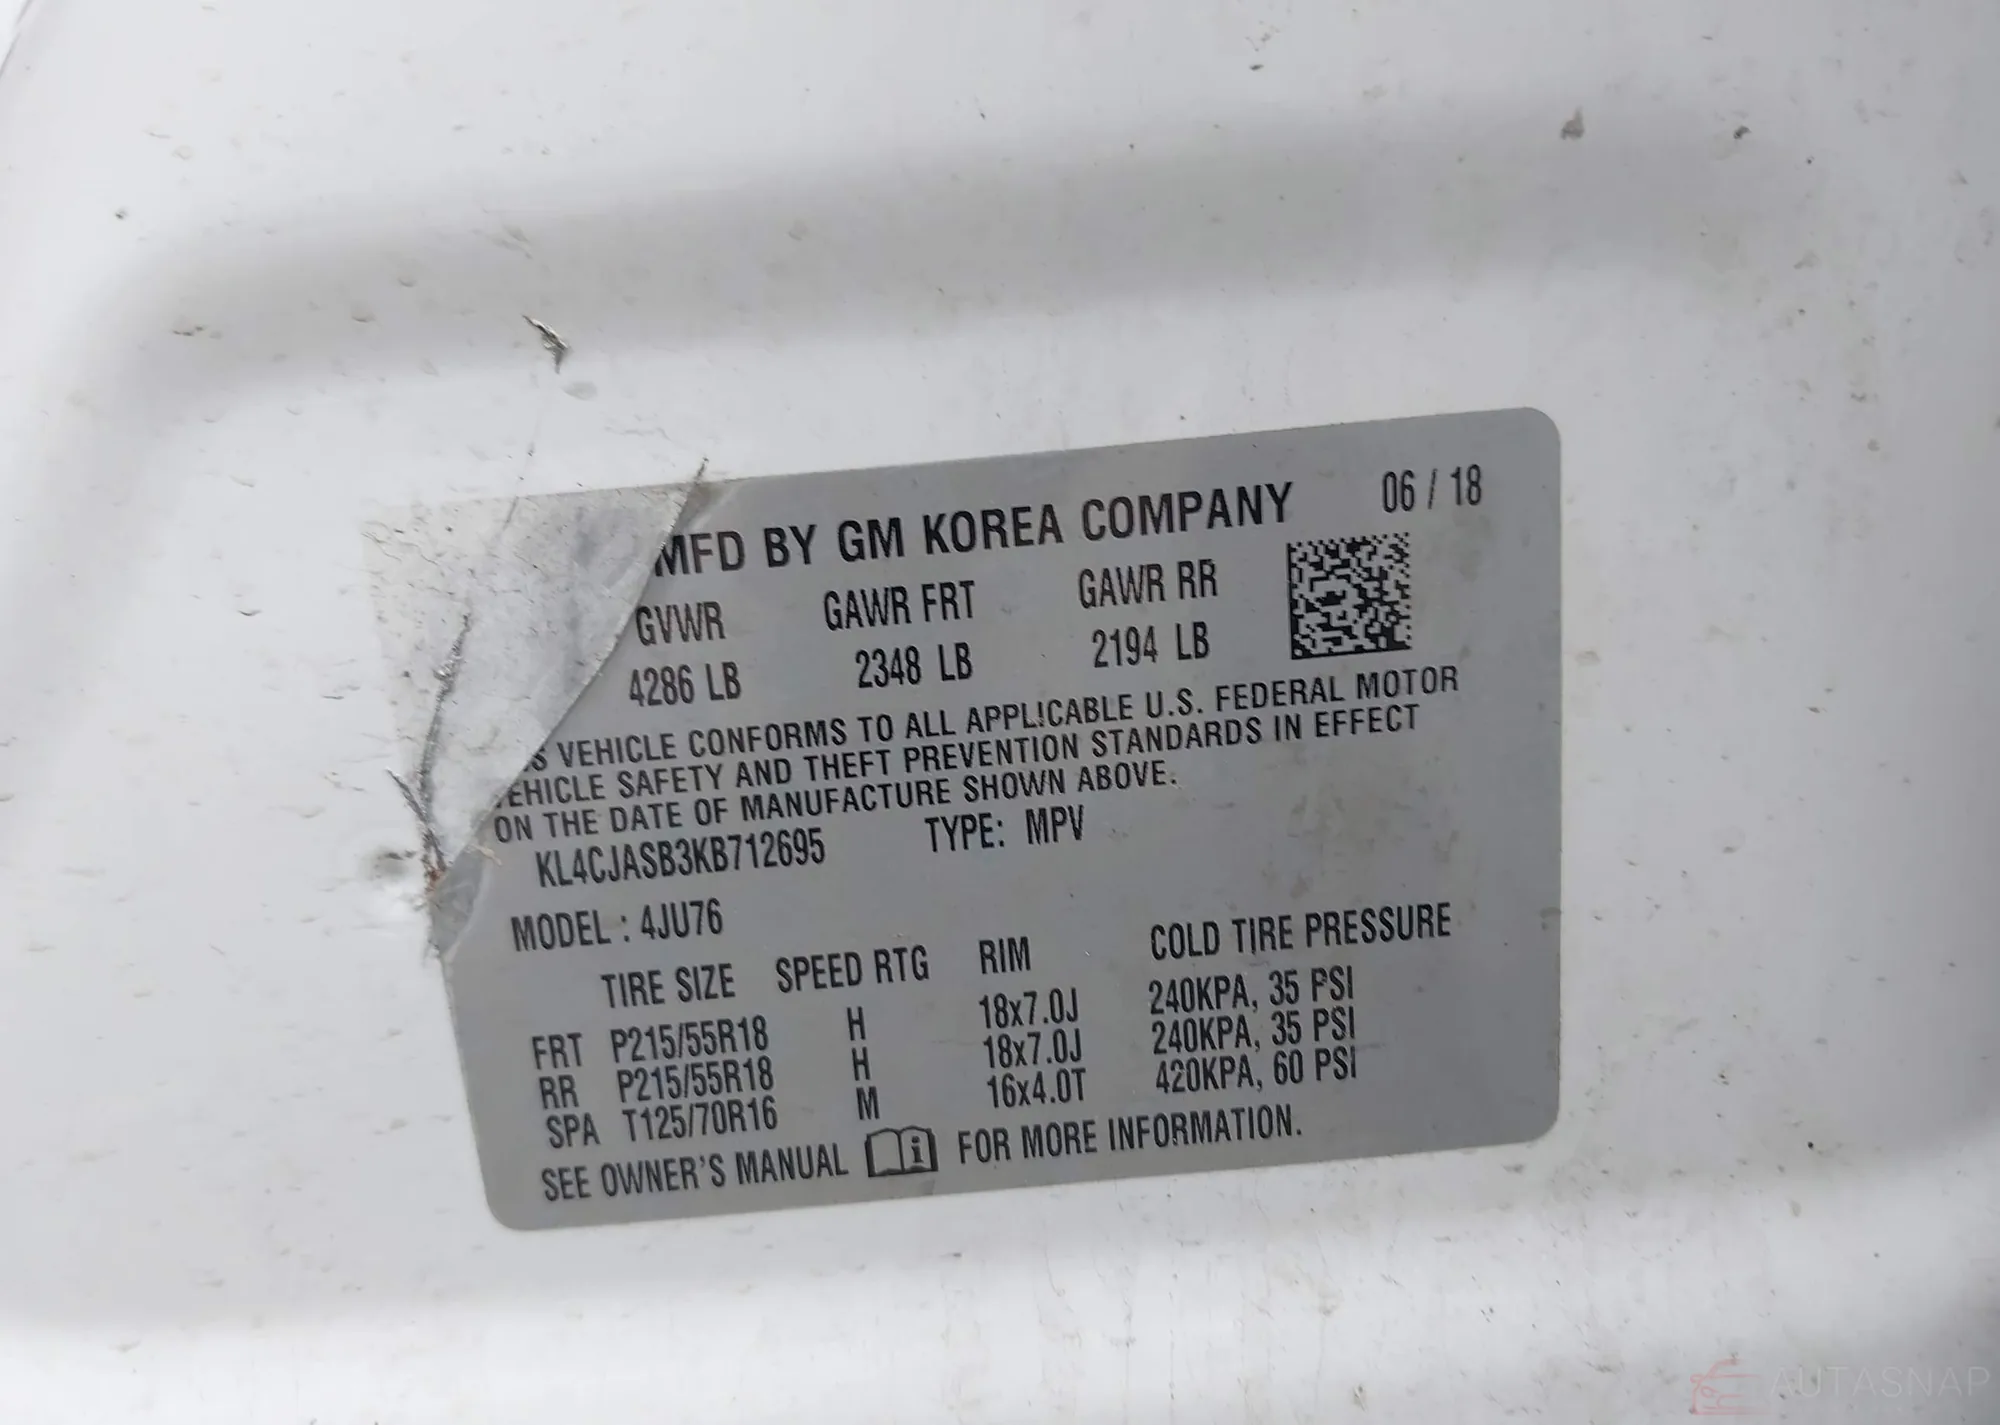 MFD BY GM KOREA COMPANY 06 / 18
GVWR GAWR FRT GAWR RR
4286 LB 2348 LB 2194 LB
VEHICLE CONFORMS TO ALL APPLICABLE U.S. FEDERAL MOTOR
EHICLE SAFETY AND THEFT PREVENTION STANDARDS IN EFFECT
ON THE DATE OF MANUFACTURE SHOWN ABOVE.
KL4CJASB3KB712695 TYPE: MPV
MODEL : 4JU76
TIRE SIZE SPEED RTG RIM COLD TIRE PRESSURE
FRT P215/55R18 H 18x7.0J 240KPA, 35 PSI
RR P215/55R18 H 18x7.0J 240KPA, 35 PSI
SPA T125/70R16 M 16x4.0T 420KPA, 60 PSI
SEE OWNER'S MANUAL i FOR MORE INFORMATION.
AUTASNAP